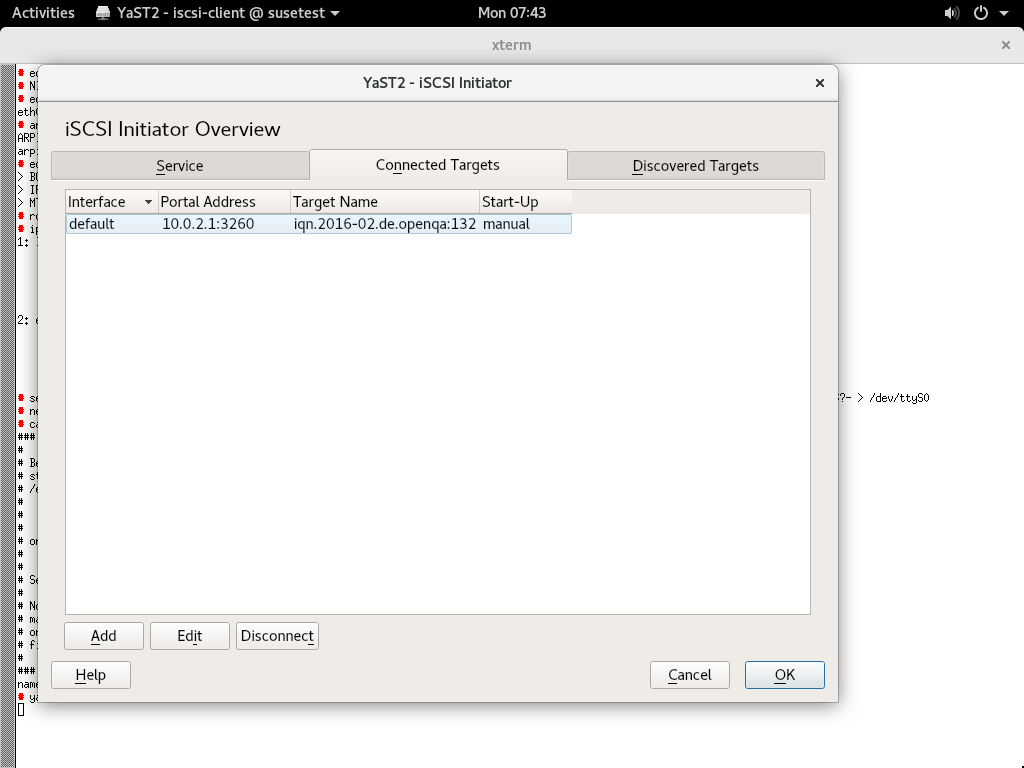 Activities YaST2 - iscsi-client @ susetest Mon 07:43
xterm
YaST2 - iSCSI Initiator
iSCSI Initiator Overview
Service Connected Targets Discovered Targets
Interface Portal Address Target Name Start-Up
default 10.0.2.1:3260 iqn.2016-02.de.openqa:132 manual
1:
2:
?- > /dev/ttyS0
###
#
#
#
#
#
#
#
#
###
Add Edit Disconnect
Help Cancel OK